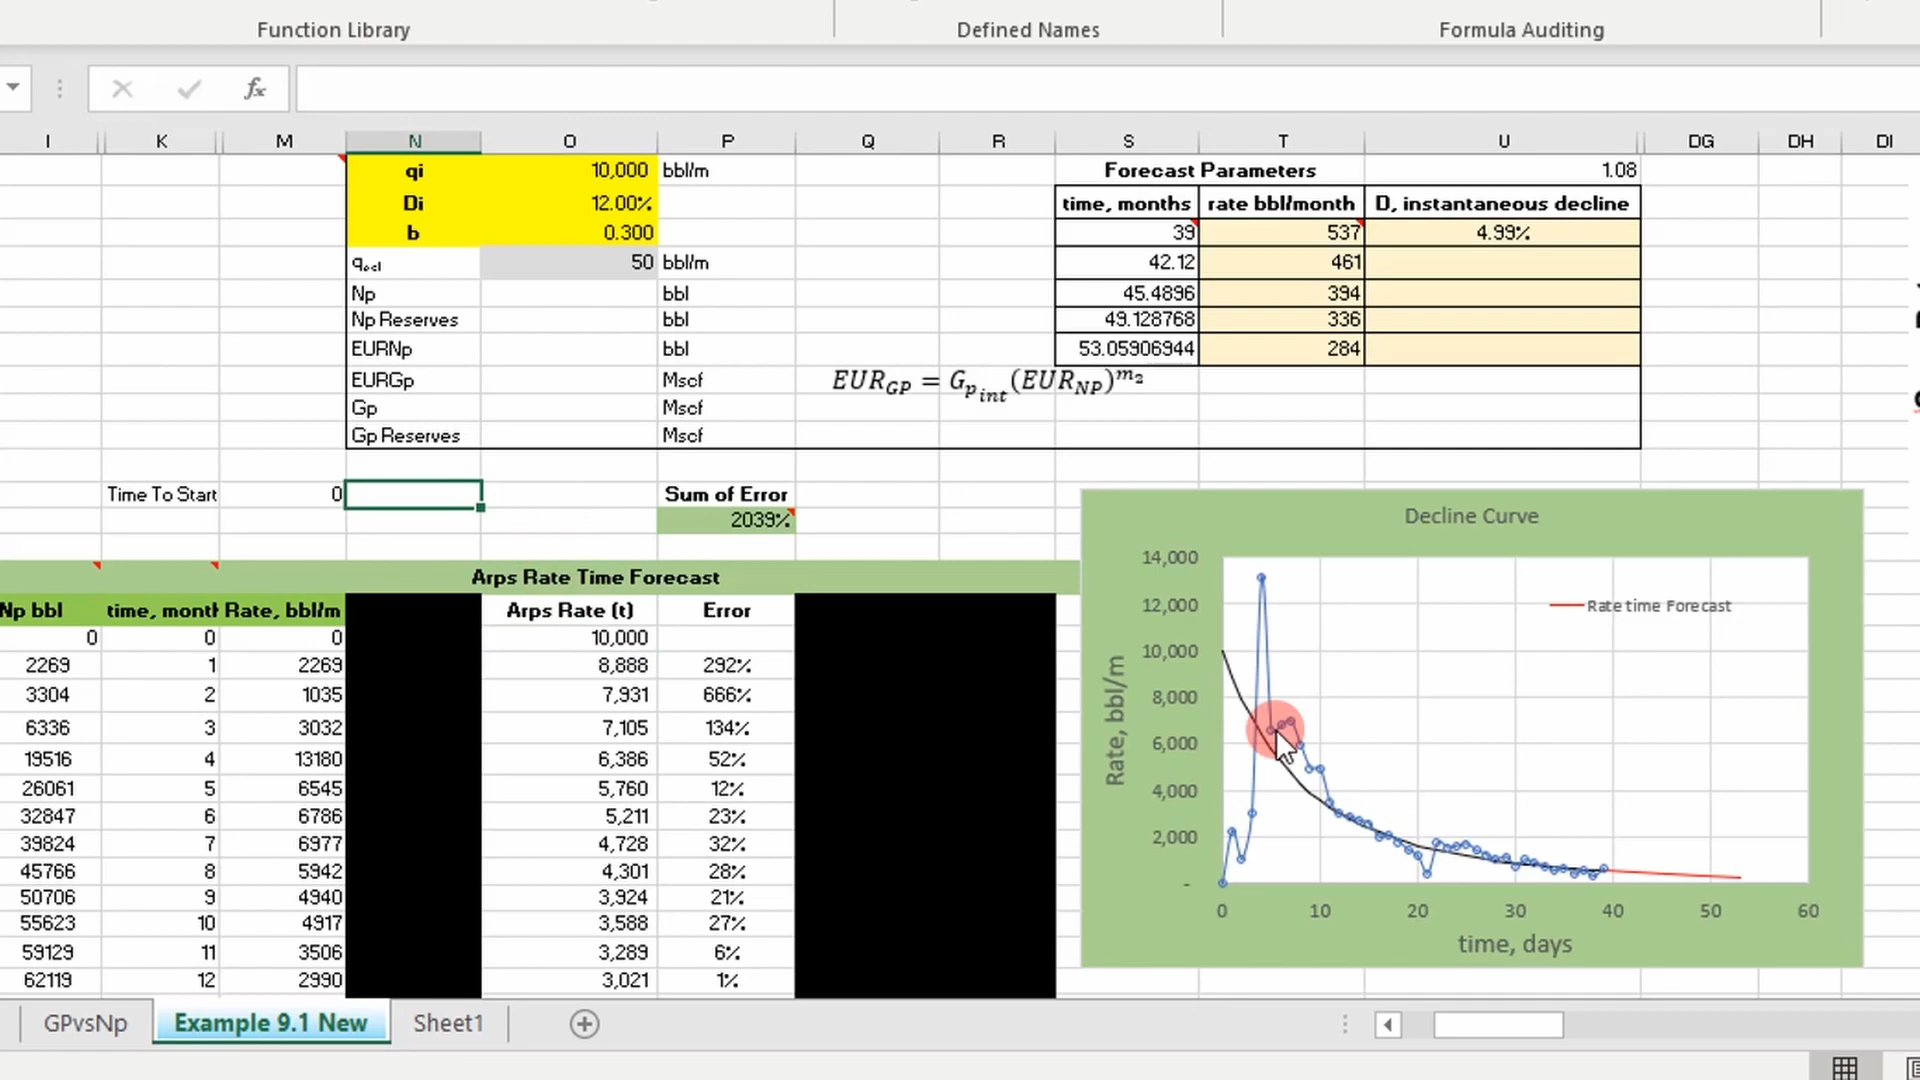 Function Library Defined Names Formula Auditing
fx
I K M N O P Q R S T U DG DH DI
qi 10,000 bbl/m Forecast Parameters 1.08
Di 12.00% time, months rate bbl/month D, instantaneous decline
b 0.300 39 537 4.99%
qecl 50 bbl/m 42.12 461
Np bbl 45.4896 394
Np Reserves bbl 49.128768 336
EURNp bbl 53.05906944 284
EURGp Mscf EUR_GP = G_p_int (EUR_NP)^m₂
Gp Mscf
Gp Reserves Mscf
Time To Start 0 Sum of Error
2039%
Arps Rate Time Forecast
Np bbl time, month Rate, bbl/m Arps Rate (t) Error
0 0 0 10,000
2269 1 2269 8,888 292%
3304 2 1035 7,931 666%
6336 3 3032 7,105 134%
19516 4 13180 6,386 52%
26061 5 6545 5,760 12%
32847 6 6786 5,211 23%
39824 7 6977 4,728 32%
45766 8 5942 4,301 28%
50706 9 4940 3,924 21%
55623 10 4917 3,588 27%
59129 11 3506 3,289 6%
62119 12 2990 3,021 1%
Decline Curve
14,000
12,000
10,000
8,000
6,000
4,000
2,000
-
Rate, bbl/m
Rate time Forecast
0 10 20 30 40 50 60
time, days
GPvsNp Example 9.1 New Sheet1